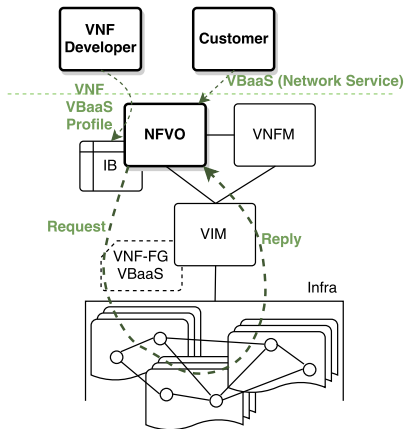 VNF
Developer
Customer
VBaaS (Network Service)
VNF
VBaaS
Profile
NFVO
VNFM
IB
Request
VIM
Reply
VNF-FG
VBaaS
Infra